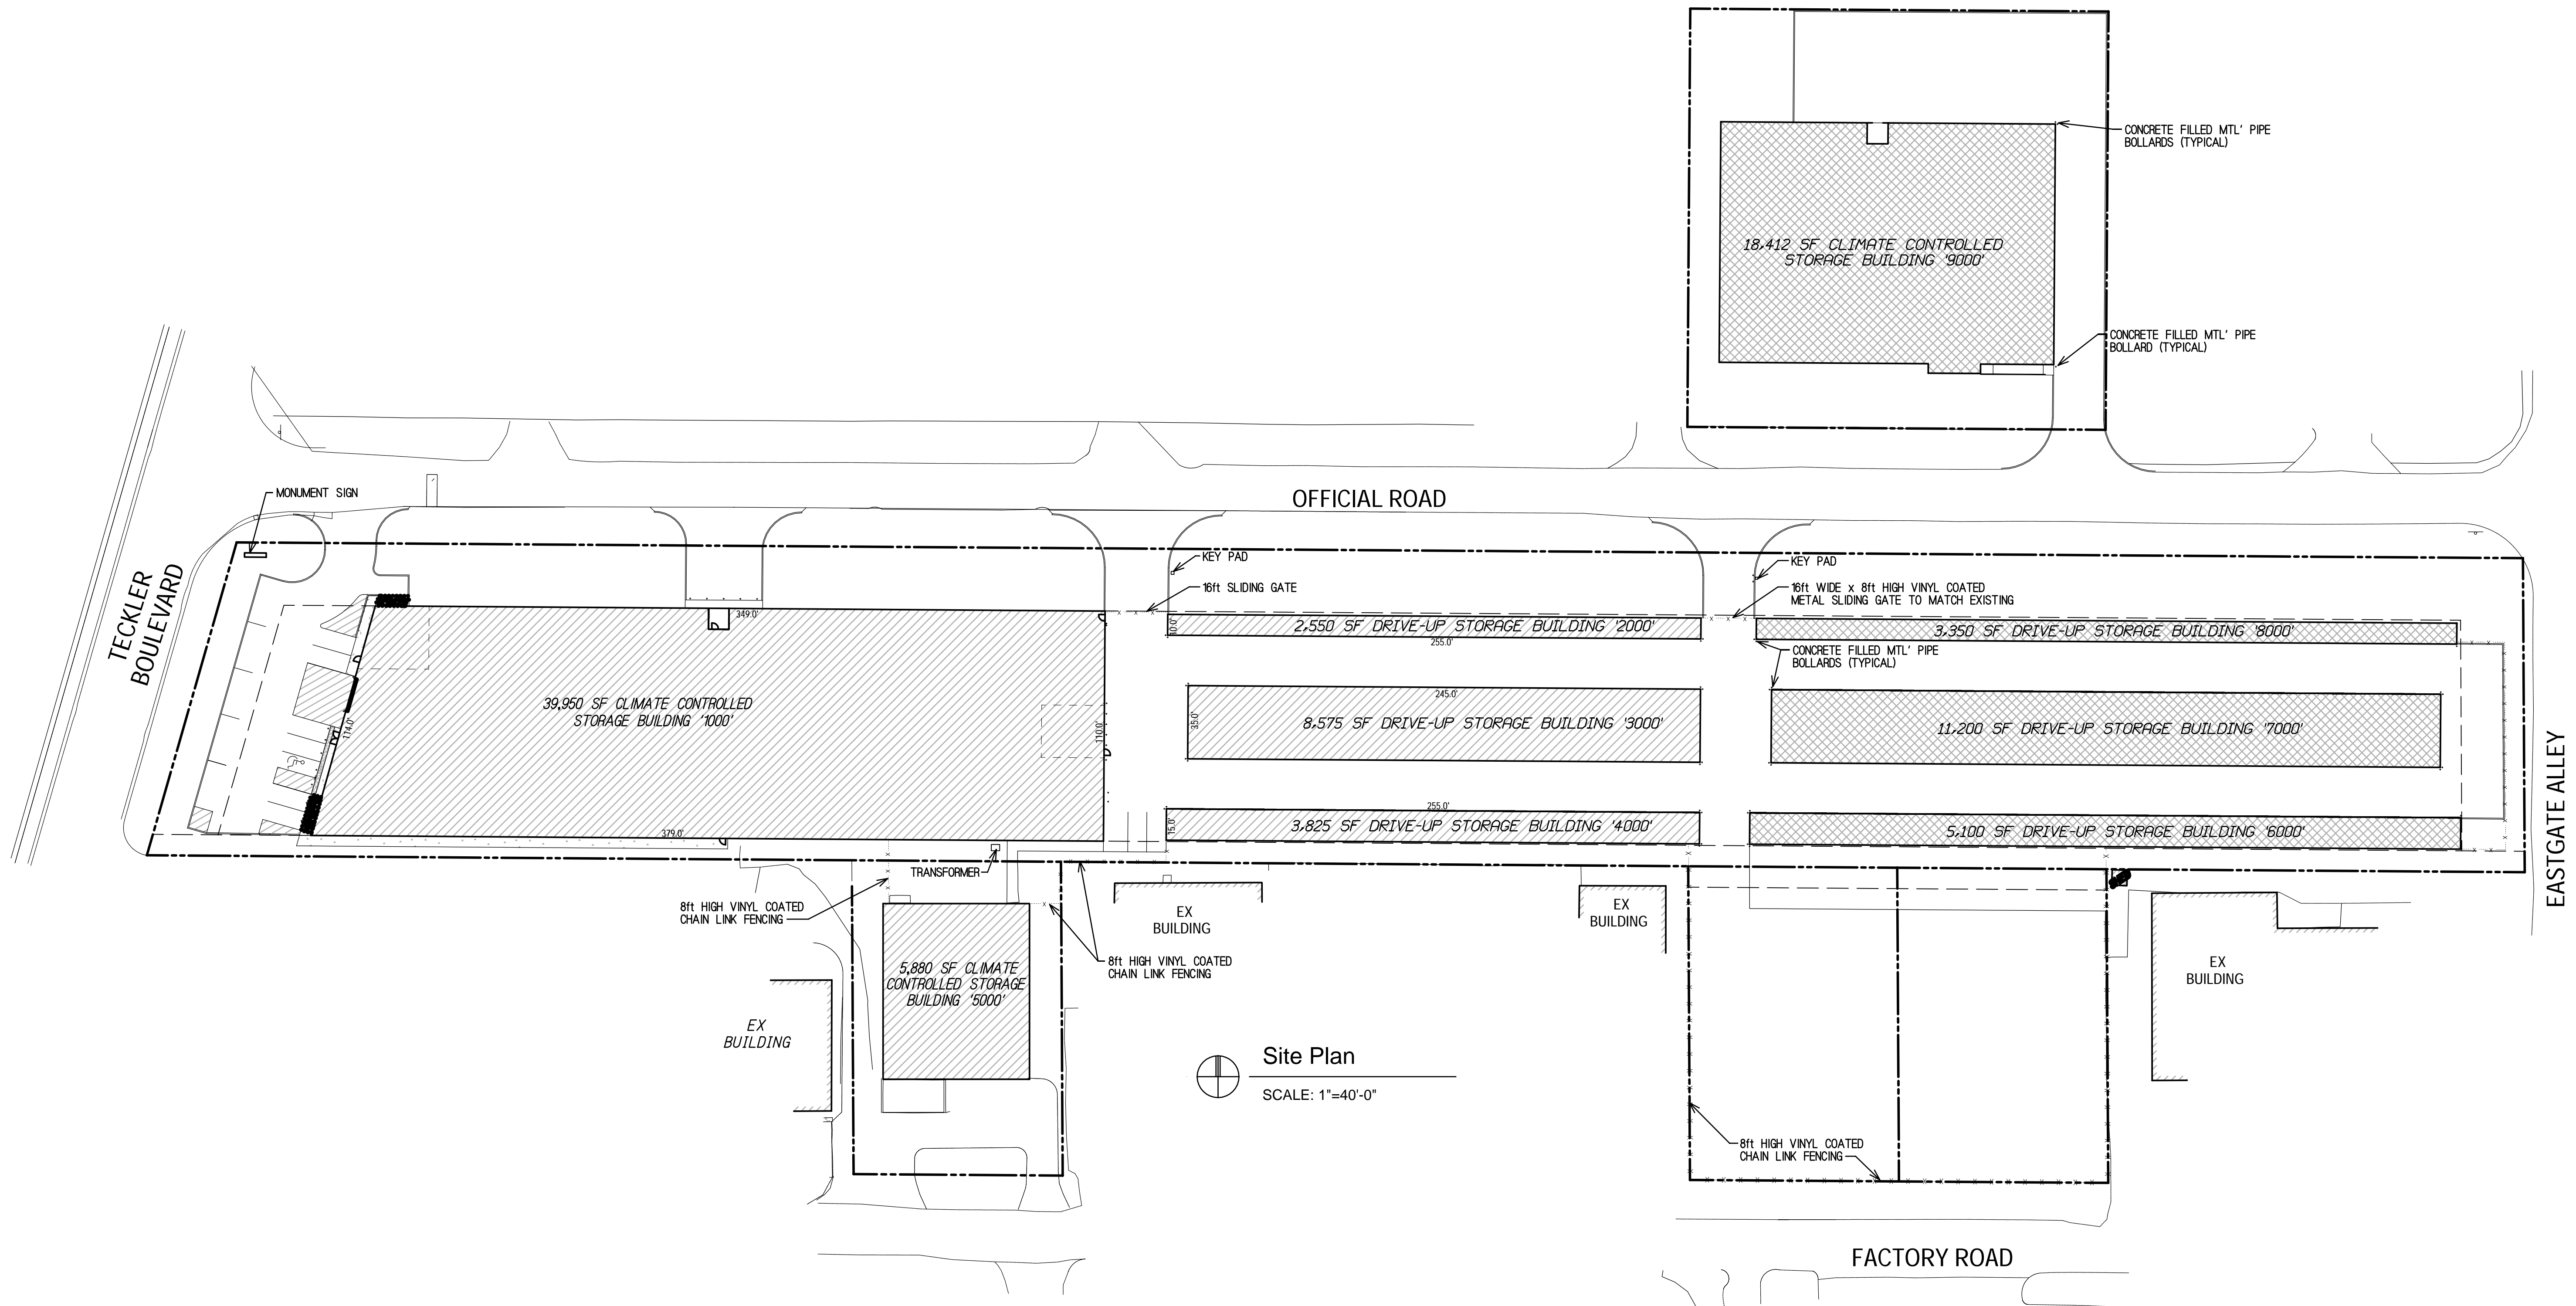 CONCRETE FILLED MTL' PIPE
BOLLARDS (TYPICAL)
18,412 SF CLIMATE CONTROLLED
STORAGE BUILDING '9000'
CONCRETE FILLED MTL' PIPE
BOLLARD (TYPICAL)
MONUMENT SIGN
OFFICIAL ROAD
TECKLER
BOULEVARD
KEY PAD
16ft SLIDING GATE
KEY PAD
16ft WIDE x 8ft HIGH VINYL COATED
METAL SLIDING GATE TO MATCH EXISTING
349.0'
10.0'
2,550 SF DRIVE-UP STORAGE BUILDING '2000'
255.0'
3,350 SF DRIVE-UP STORAGE BUILDING '8000'
CONCRETE FILLED MTL' PIPE
BOLLARDS (TYPICAL)
39,950 SF CLIMATE CONTROLLED
STORAGE BUILDING '1000'
114.0'
110.0'
245.0'
35.0'
8,575 SF DRIVE-UP STORAGE BUILDING '3000'
11,200 SF DRIVE-UP STORAGE BUILDING '7000'
EASTGATE ALLEY
379.0'
255.0'
15.0'
3,825 SF DRIVE-UP STORAGE BUILDING '4000'
5,100 SF DRIVE-UP STORAGE BUILDING '6000'
TRANSFORMER
8ft HIGH VINYL COATED
CHAIN LINK FENCING
EX
BUILDING
EX
BUILDING
8ft HIGH VINYL COATED
CHAIN LINK FENCING
5,880 SF CLIMATE
CONTROLLED STORAGE
BUILDING '5000'
EX
BUILDING
EX
BUILDING
Site Plan
SCALE: 1"=40'-0"
8ft HIGH VINYL COATED
CHAIN LINK FENCING
FACTORY ROAD